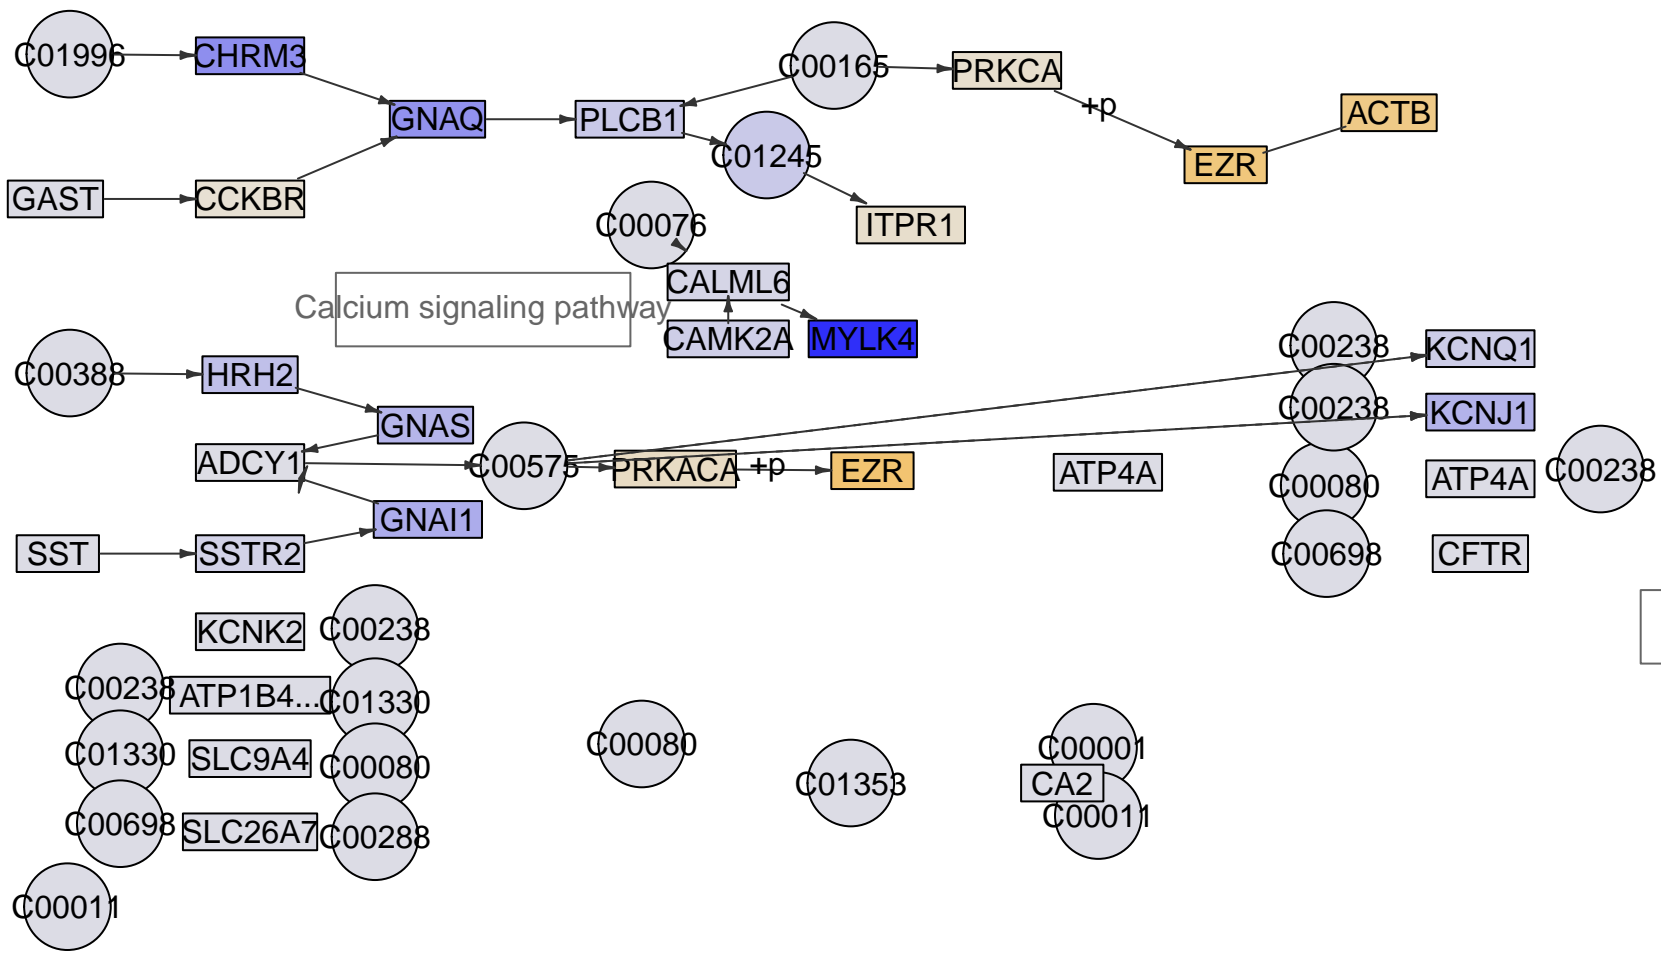 C01996
CHRM3
C00165
PRKCA
+p
ACTB
GNAQ
PLCB1
C01245
EZR
GAST
CCKBR
C00076
ITPR1
CALML6
Calcium signaling pathway
CAMK2A
MYLK4
C00238
KCNQ1
C00388
HRH2
C00238
KCNJ1
GNAS
ADCY1
C00575
PRKACA
+p
EZR
ATP4A
C00080
ATP4A
C00238
GNAI1
SST
SSTR2
C00698
CFTR
KCNK2
C00238
C00238
ATP1B4...
C01330
C01330
SLC9A4
C00080
C00080
C01353
C00001
CA2
C00011
C00698
SLC26A7
C00288
C00011